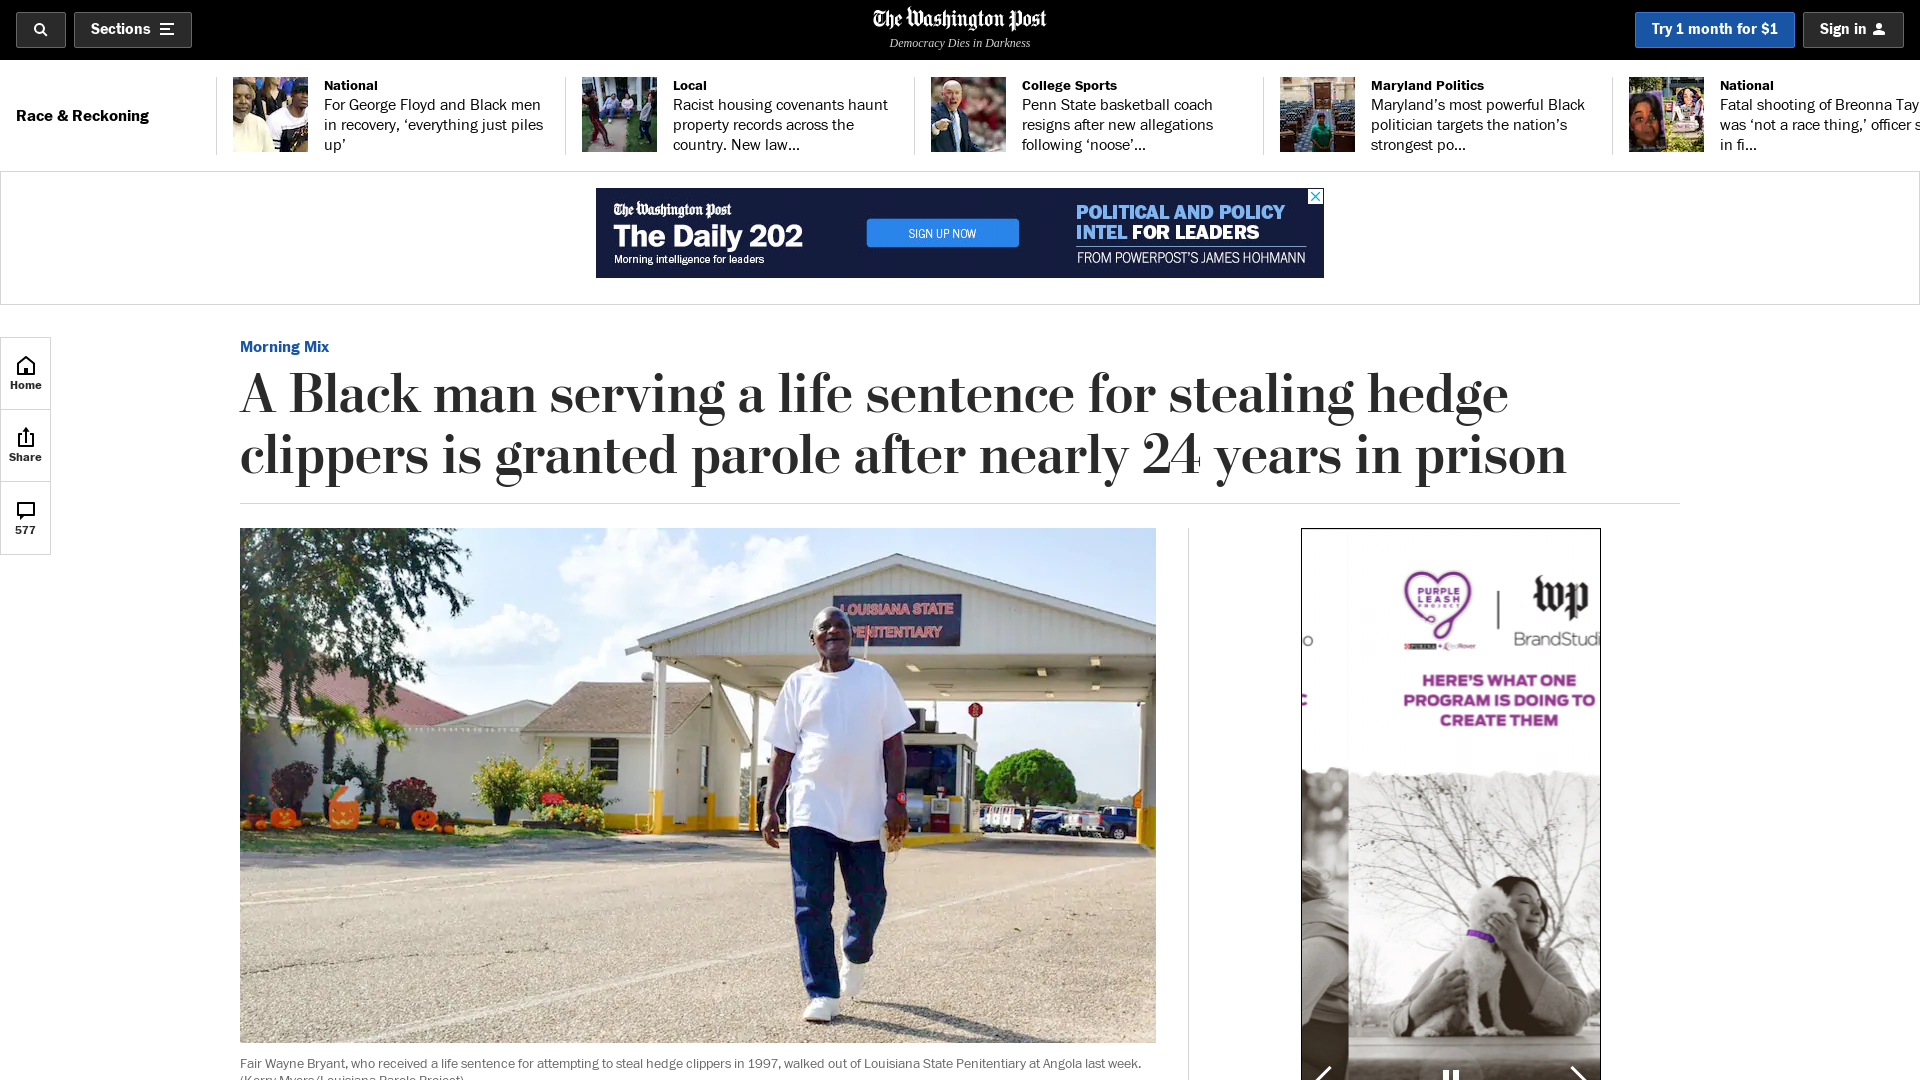 Sections
The Washington Post
Democracy Dies in Darkness
Try 1 month for $1
Sign in
Race & Reckoning
National
For George Floyd and Black men
in recovery, ‘everything just piles
up’
Local
Racist housing covenants haunt
property records across the
country. New law...
College Sports
Penn State basketball coach
resigns after new allegations
following ‘noose’...
Maryland Politics
Maryland’s most powerful Black
politician targets the nation’s
strongest po...
National
Fatal shooting of Breonna Tay
was ‘not a race thing,’ officer s
in fi...
The Washington Post
The Daily 202
Morning intelligence for leaders
SIGN UP NOW
POLITICAL AND POLICY
INTEL FOR LEADERS
FROM POWERPOST’S JAMES HOHMANN
Home
Share
577
Morning Mix
A Black man serving a life sentence for stealing hedge
clippers is granted parole after nearly 24 years in prison
LOUISIANA STATE
PENITENTIARY
PURPLE
LEASH
PROJECT
wp
BrandStudi
HERE’S WHAT ONE
PROGRAM IS DOING TO
CREATE THEM
Fair Wayne Bryant, who received a life sentence for attempting to steal hedge clippers in 1997, walked out of Louisiana State Penitentiary at Angola last week.
(Kerry Myers/Louisiana Parole Project)